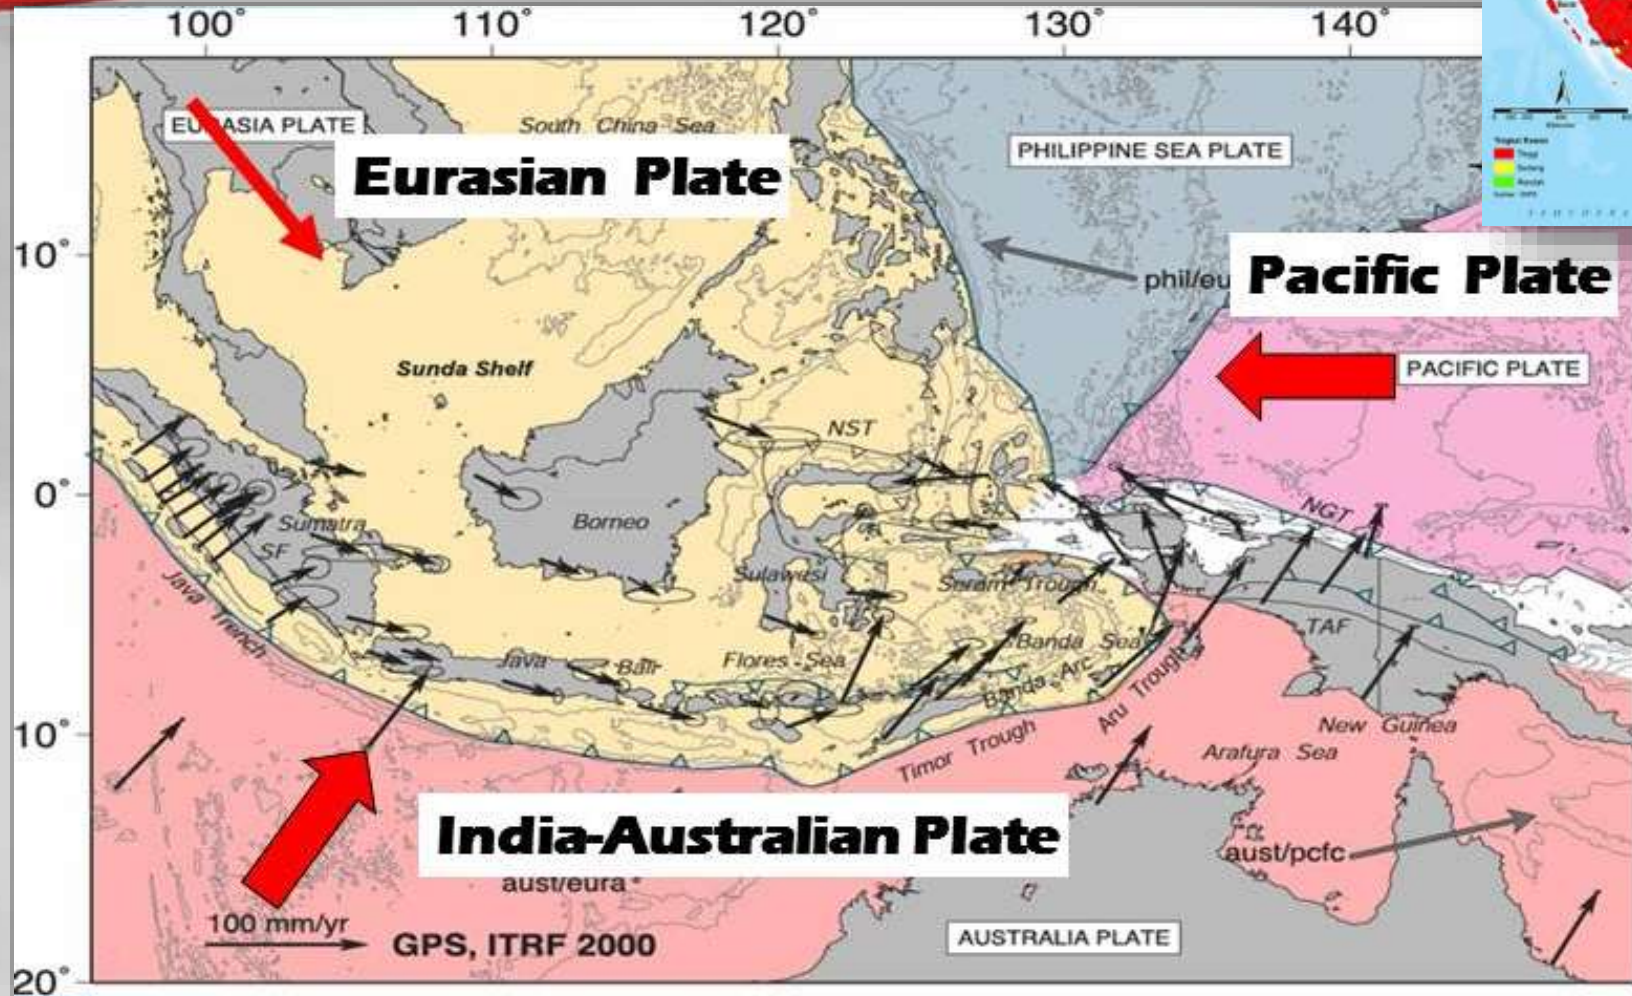 100° 110° 120° 130° 140°
EURASIA PLATE
South China Sea
PHILIPPINE SEA PLATE
Eurasian Plate
10°
phil/eu
Pacific Plate
Sunda Shelf
PACIFIC PLATE
NST
0°
NGT
Sumatra
Borneo
SF
Sulawesi
Seram Trough
Java Trench
TAF
Banda Sea
Java
Bali
Flores Sea
Banda Arc
Aru Trough
10°
New Guinea
Timor Trough
Arafura Sea
India-Australian Plate
aust/pcfc
aust/eura
100 mm/yr
GPS, ITRF 2000
AUSTRALIA PLATE
20°
Tinggi
Sedang
Rendah